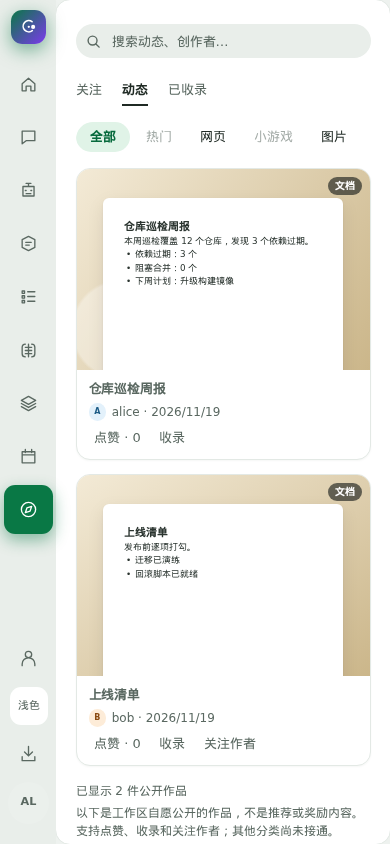 搜索动态、创作者...
关注 动态 已收录
全部 热门 网页 小游戏 图片
文档
仓库巡检周报
本周巡检覆盖 12 个仓库，发现 3 个依赖过期。
• 依赖过期：3 个
• 阻塞合并：0 个
• 下周计划：升级构建镜像
仓库巡检周报
A alice · 2026/11/19
点赞 · 0 收录
文档
上线清单
发布前逐项打勾。
• 迁移已演练
• 回滚脚本已就绪
上线清单
B bob · 2026/11/19
点赞 · 0 收录 关注作者
浅色
AL
已显示 2 件公开作品
以下是工作区自愿公开的作品，不是推荐或奖励内容。
支持点赞、收录和关注作者；其他分类尚未接通。